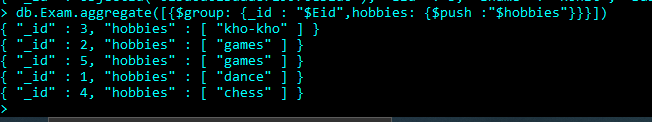 > db.Exam.aggregate([{$group: {_id : "$Eid",hobbies: {$push :"$hobbies"}}}])
{ "_id" : 3, "hobbies" : [ "kho-kho" ] }
{ "_id" : 2, "hobbies" : [ "games" ] }
{ "_id" : 5, "hobbies" : [ "games" ] }
{ "_id" : 1, "hobbies" : [ "dance" ] }
{ "_id" : 4, "hobbies" : [ "chess" ] }
>